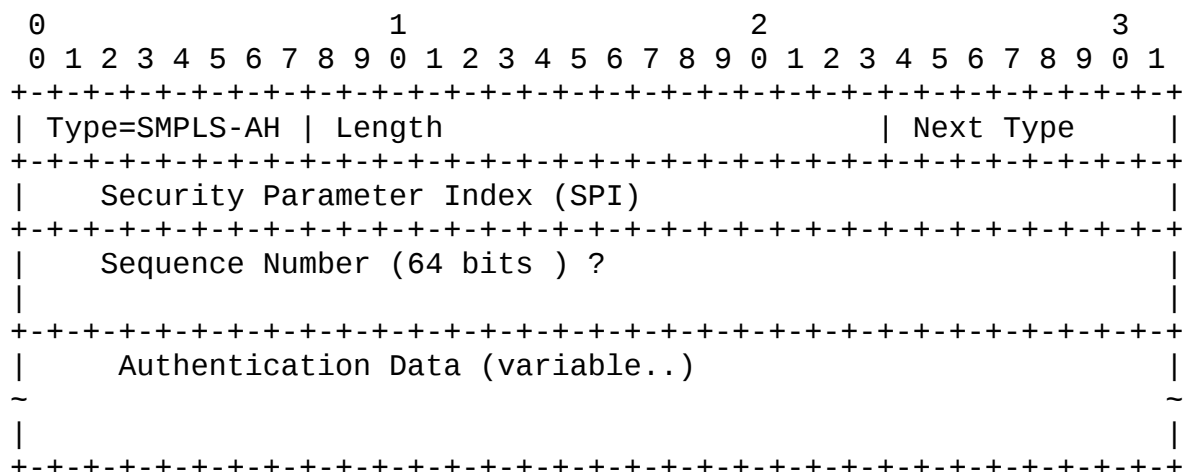 0                   1                   2                   3
 0 1 2 3 4 5 6 7 8 9 0 1 2 3 4 5 6 7 8 9 0 1 2 3 4 5 6 7 8 9 0 1
+-+-+-+-+-+-+-+-+-+-+-+-+-+-+-+-+-+-+-+-+-+-+-+-+-+-+-+-+-+-+-+-+
| Type=SMPLS-AH | Length                        | Next Type     |
+-+-+-+-+-+-+-+-+-+-+-+-+-+-+-+-+-+-+-+-+-+-+-+-+-+-+-+-+-+-+-+-+
|    Security Parameter Index (SPI)                             |
+-+-+-+-+-+-+-+-+-+-+-+-+-+-+-+-+-+-+-+-+-+-+-+-+-+-+-+-+-+-+-+-+
|    Sequence Number (64 bits ) ?                               |
|                                                               |
+-+-+-+-+-+-+-+-+-+-+-+-+-+-+-+-+-+-+-+-+-+-+-+-+-+-+-+-+-+-+-+-+
|     Authentication Data (variable..)                          |
~                                                               ~
|                                                               |
+-+-+-+-+-+-+-+-+-+-+-+-+-+-+-+-+-+-+-+-+-+-+-+-+-+-+-+-+-+-+-+-+